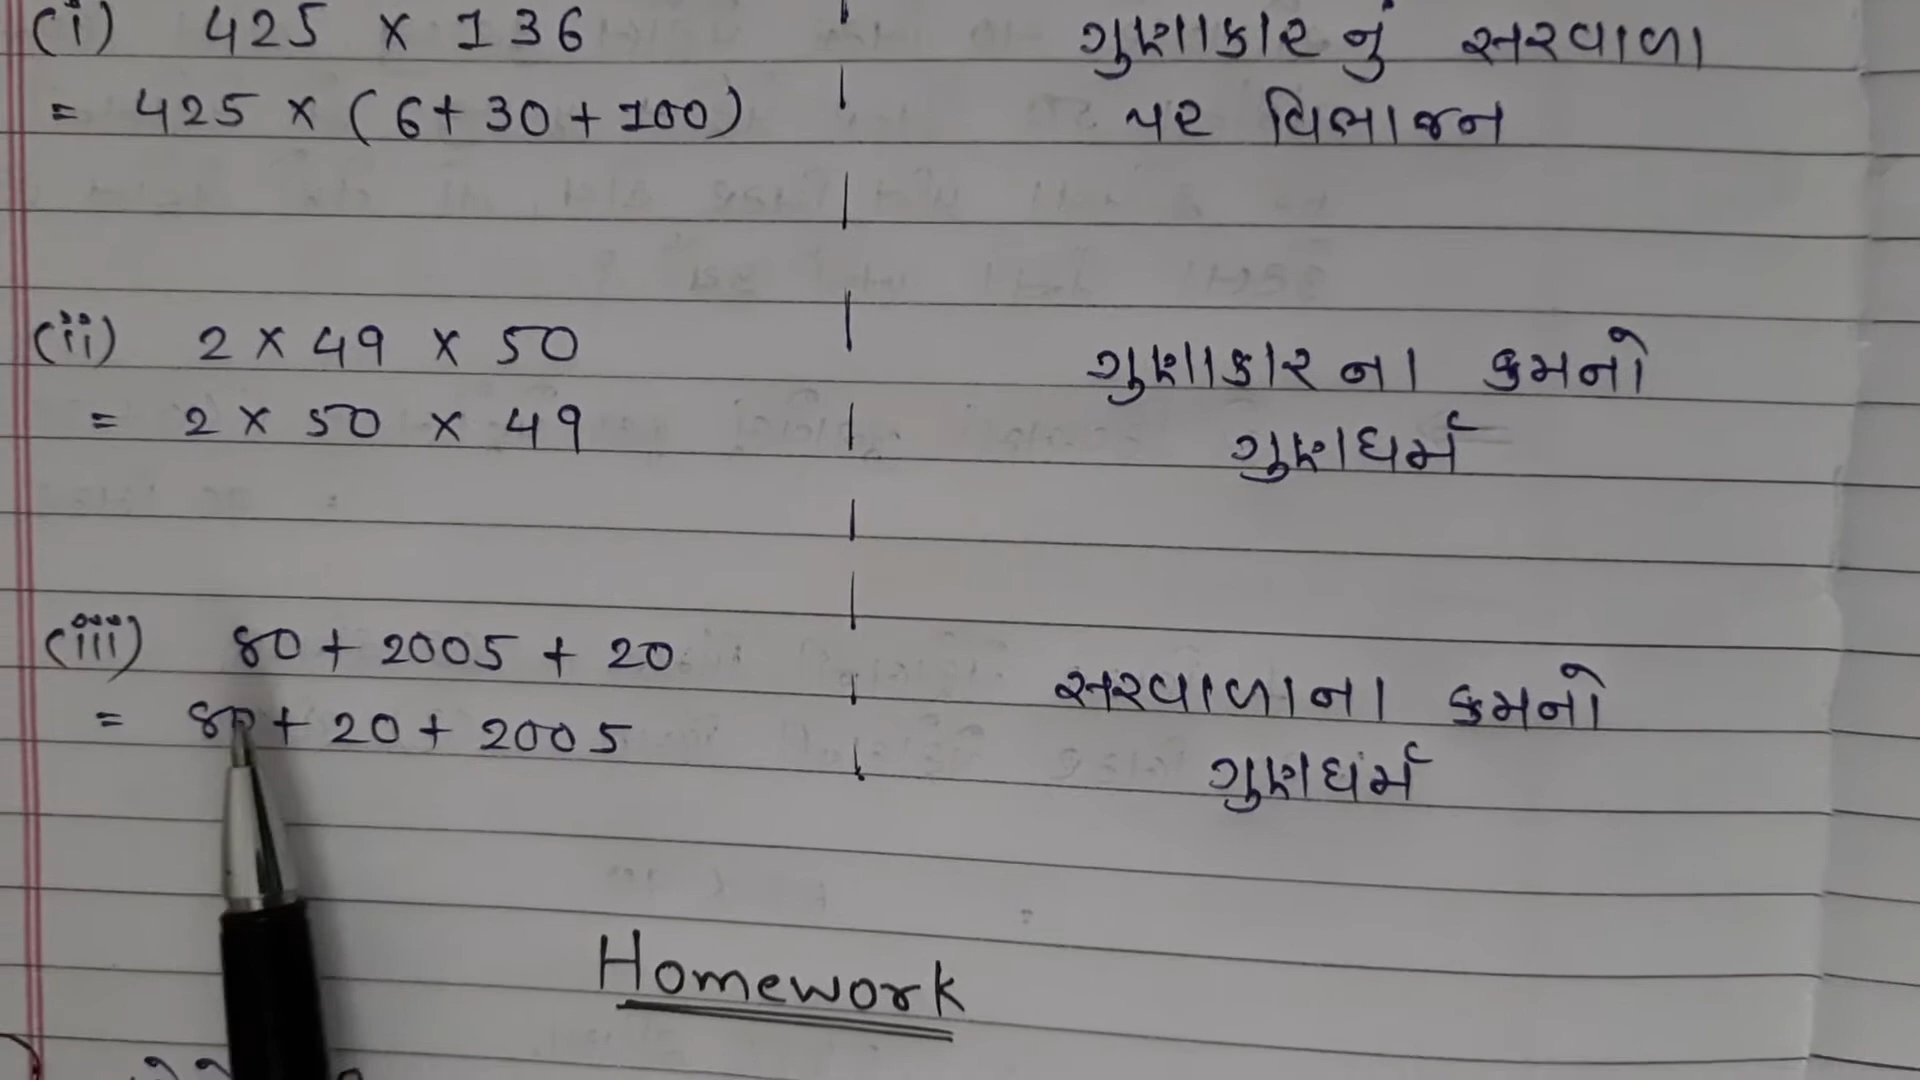 (i) 425 × 136 ગુણાકારનું સરવાળા
= 425 × (6+30+100) પર વિભાજન
(ii) 2 × 49 × 50 ગુણાકારના ક્રમનો
= 2 × 50 × 49 ગુણધર્મ
(iii) 80 + 2005 + 20 સરવાળાના ક્રમનો
= 80 + 20 + 2005 ગુણધર્મ
Homework